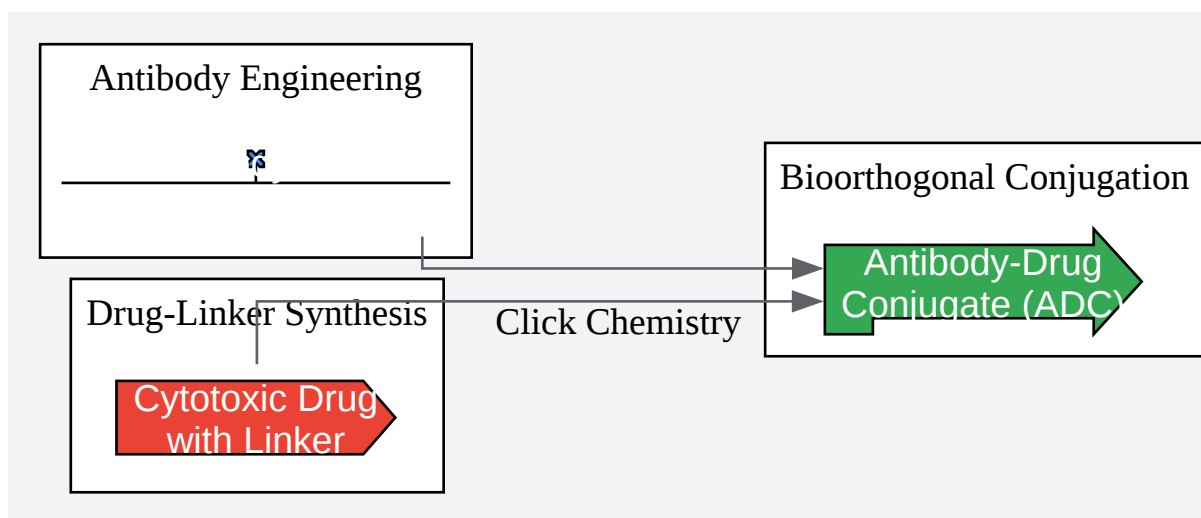 Antibody Engineering
Bioorthogonal Conjugation
Antibody-Drug
Conjugate (ADC)
Drug-Linker Synthesis
Click Chemistry
Cytotoxic Drug
with Linker